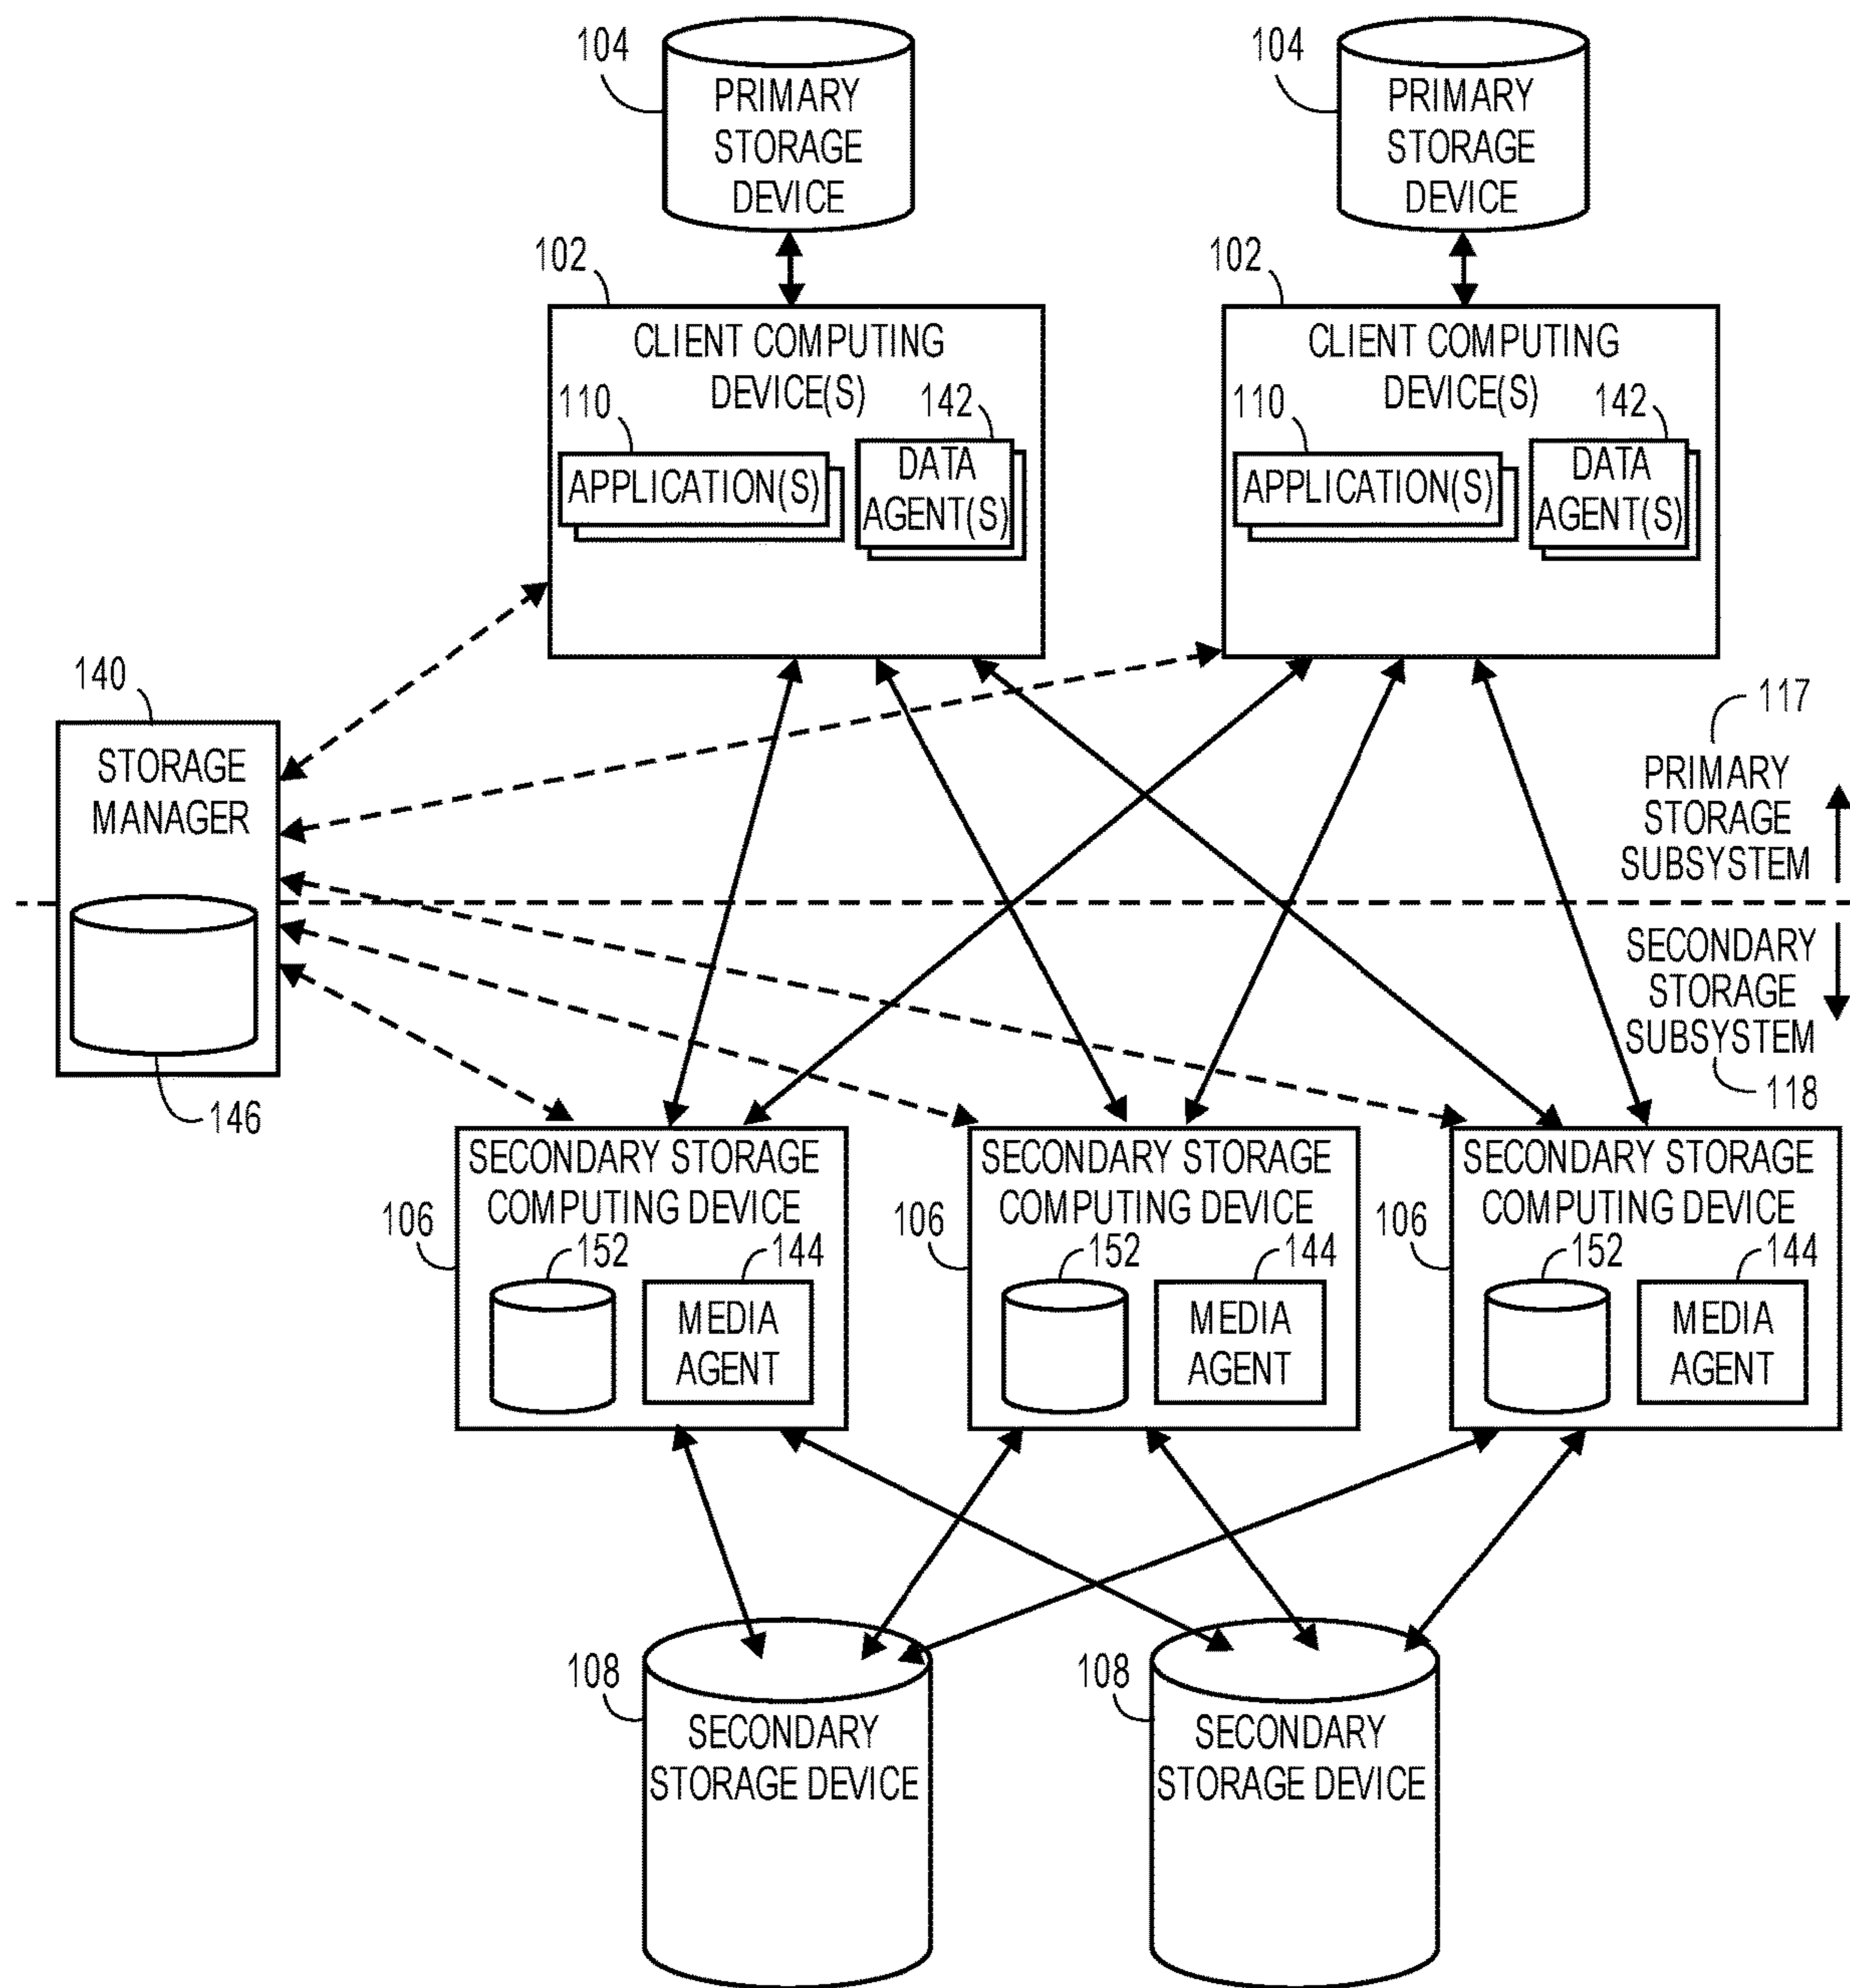 104
PRIMARY
STORAGE
DEVICE
104
PRIMARY
STORAGE
DEVICE
102
CLIENT COMPUTING
DEVICE(S)
110
APPLICATION(S)
142
DATA
AGENT(S)
102
CLIENT COMPUTING
DEVICE(S)
110
APPLICATION(S)
142
DATA
AGENT(S)
140
STORAGE
MANAGER
146
117
PRIMARY
STORAGE
SUBSYSTEM
SECONDARY
STORAGE
SUBSYSTEM
118
106
SECONDARY STORAGE
COMPUTING DEVICE
152
144
MEDIA
AGENT
106
SECONDARY STORAGE
COMPUTING DEVICE
152
144
MEDIA
AGENT
106
SECONDARY STORAGE
COMPUTING DEVICE
152
144
MEDIA
AGENT
108
SECONDARY
STORAGE DEVICE
108
SECONDARY
STORAGE DEVICE